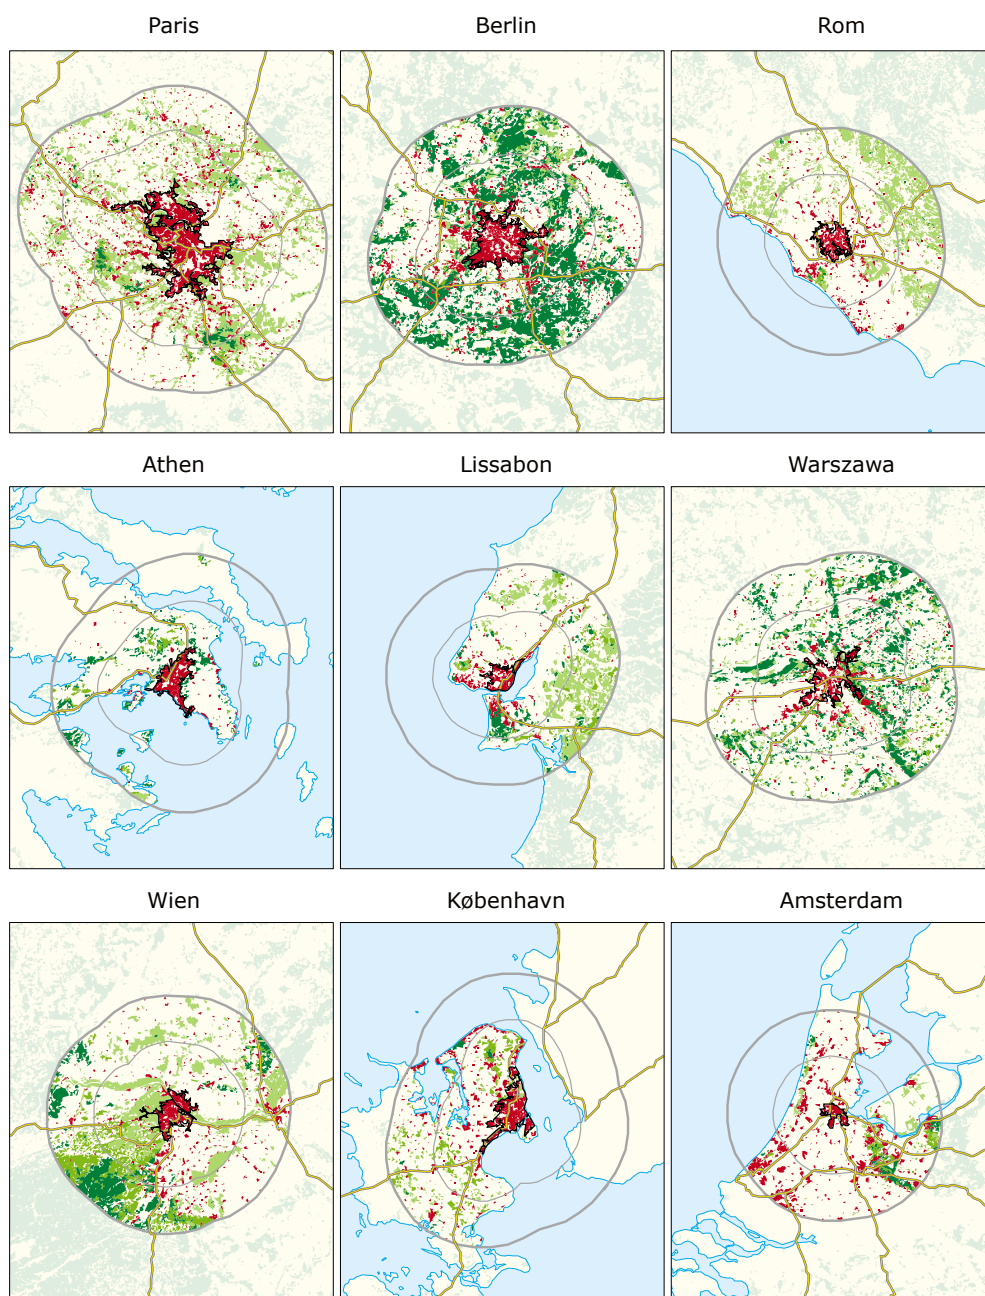 Paris
Berlin
Rom
Athen
Lissabon
Warszawa
Wien
København
Amsterdam